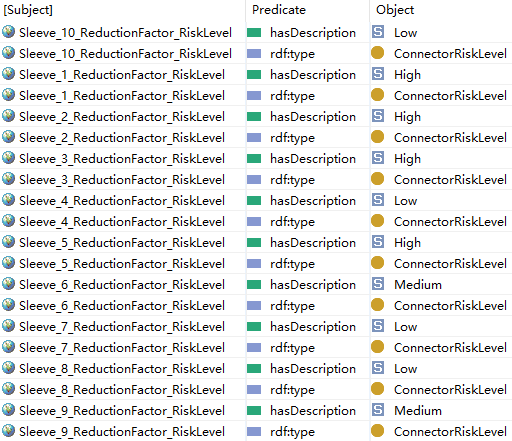 [Subject] Predicate Object
Sleeve_10_ReductionFactor_RiskLevel hasDescription S Low
Sleeve_10_ReductionFactor_RiskLevel rdf:type ConnectorRiskLevel
Sleeve_1_ReductionFactor_RiskLevel hasDescription S High
Sleeve_1_ReductionFactor_RiskLevel rdf:type ConnectorRiskLevel
Sleeve_2_ReductionFactor_RiskLevel hasDescription S High
Sleeve_2_ReductionFactor_RiskLevel rdf:type ConnectorRiskLevel
Sleeve_3_ReductionFactor_RiskLevel hasDescription S High
Sleeve_3_ReductionFactor_RiskLevel rdf:type ConnectorRiskLevel
Sleeve_4_ReductionFactor_RiskLevel hasDescription S Low
Sleeve_4_ReductionFactor_RiskLevel rdf:type ConnectorRiskLevel
Sleeve_5_ReductionFactor_RiskLevel hasDescription S High
Sleeve_5_ReductionFactor_RiskLevel rdf:type ConnectorRiskLevel
Sleeve_6_ReductionFactor_RiskLevel hasDescription S Medium
Sleeve_6_ReductionFactor_RiskLevel rdf:type ConnectorRiskLevel
Sleeve_7_ReductionFactor_RiskLevel hasDescription S Low
Sleeve_7_ReductionFactor_RiskLevel rdf:type ConnectorRiskLevel
Sleeve_8_ReductionFactor_RiskLevel hasDescription S Low
Sleeve_8_ReductionFactor_RiskLevel rdf:type ConnectorRiskLevel
Sleeve_9_ReductionFactor_RiskLevel hasDescription S Medium
Sleeve_9_ReductionFactor_RiskLevel rdf:type ConnectorRiskLevel